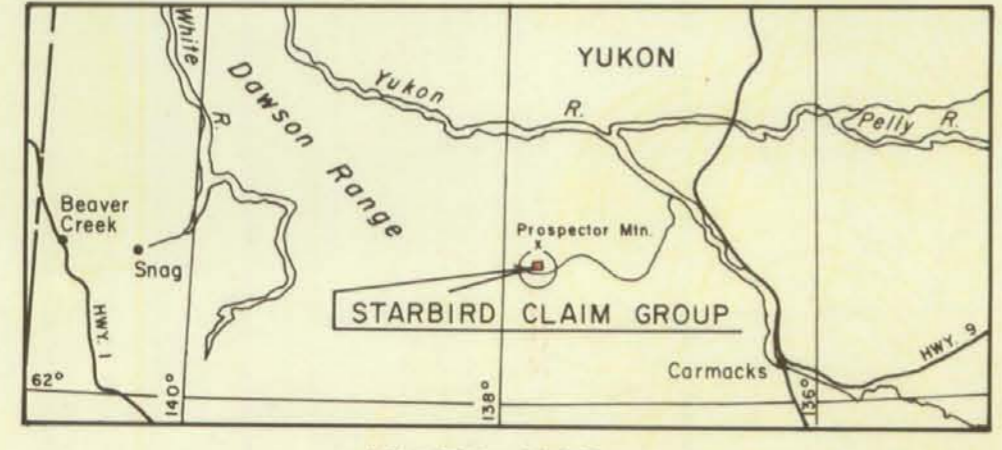 White
R.
Dawson
Range
Yukon
R.
YUKON
Pelly R.
Beaver
Creek
Snag
Prospector Mtn.
x
STARBIRD CLAIM GROUP
HWY. 1
Carmacks
HWY. 9
62°
140°
138°
136°